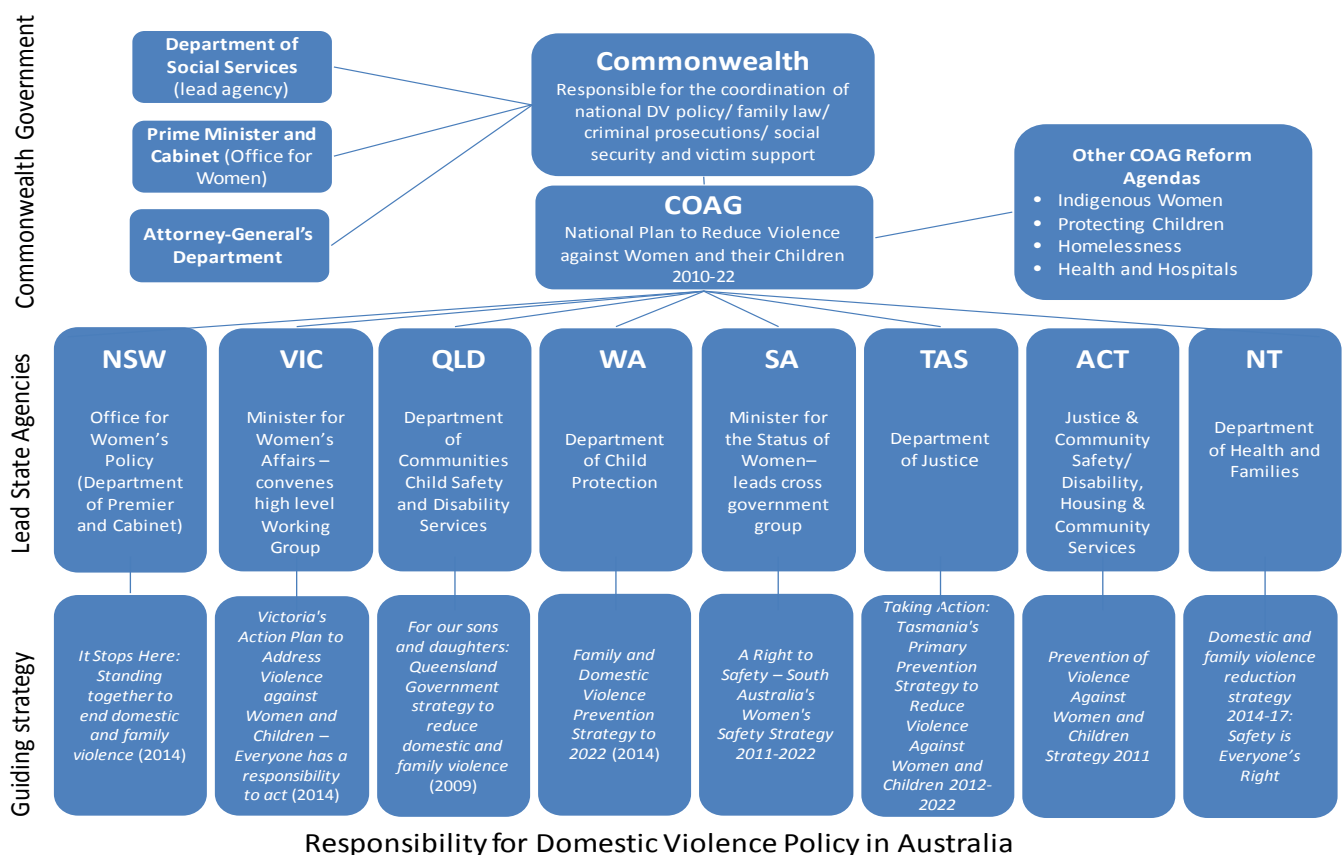 Commonwealth Government
Department of
Social Services
(lead agency)
Prime Minister and
Cabinet (Office for
Women)
Attorney-General's
Department
Commonwealth
Responsible for the coordination of
national DV policy/ family law/
criminal prosecutions/ social
security and victim support
COAG
National Plan to Reduce Violence
against Women and their Children
2010-22
Other COAG Reform
Agendas
• Indigenous Women
• Protecting Children
• Homelessness
• Health and Hospitals
Lead State Agencies
NSW
Office for
Women's
Policy
(Department
of Premier
and Cabinet)
VIC
Minister for
Women's
Affairs –
convenes
high level
Working
Group
QLD
Department
of
Communities
Child Safety
and Disability
Services
WA
Department
of Child
Protection
SA
Minister for
the Status of
Women–
leads cross
government
group
TAS
Department
of Justice
ACT
Justice &
Community
Safety/
Disability,
Housing &
Community
Services
NT
Department
of Health and
Families
Guiding strategy
It Stops Here:
Standing
together to
end domestic
and family
violence (2014)
Victoria's
Action Plan to
Address
Violence
against
Women and
Children –
Everyone has a
responsibility
to act (2014)
For our sons
and daughters:
Queensland
Government
strategy to
reduce
domestic and
family violence
(2009)
Family and
Domestic
Violence
Prevention
Strategy to
2022 (2014)
A Right to
Safety – South
Australia's
Women's
Safety Strategy
2011-2022
Taking Action:
Tasmania's
Primary
Prevention
Strategy to
Reduce
Violence
Against
Women and
Children 2012-
2022
Prevention of
Violence
Against
Women and
Children
Strategy 2011
Domestic and
family violence
reduction
strategy
2014-17:
Safety is
Everyone's
Right
Responsibility for Domestic Violence Policy in Australia